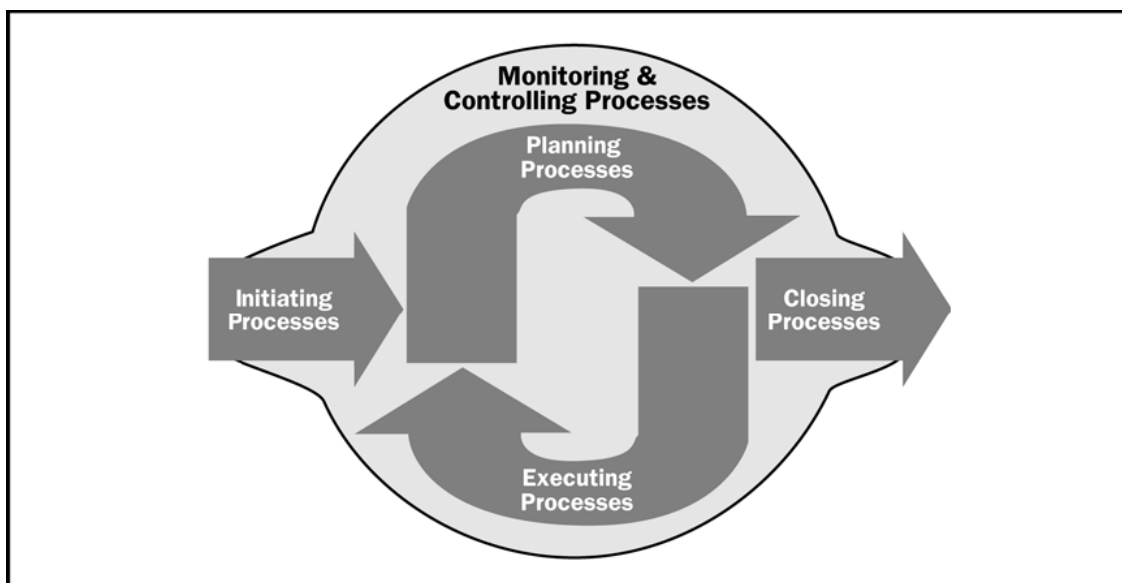 Monitoring &
Controlling Processes
Planning
Processes
Initiating
Processes
Closing
Processes
Executing
Processes